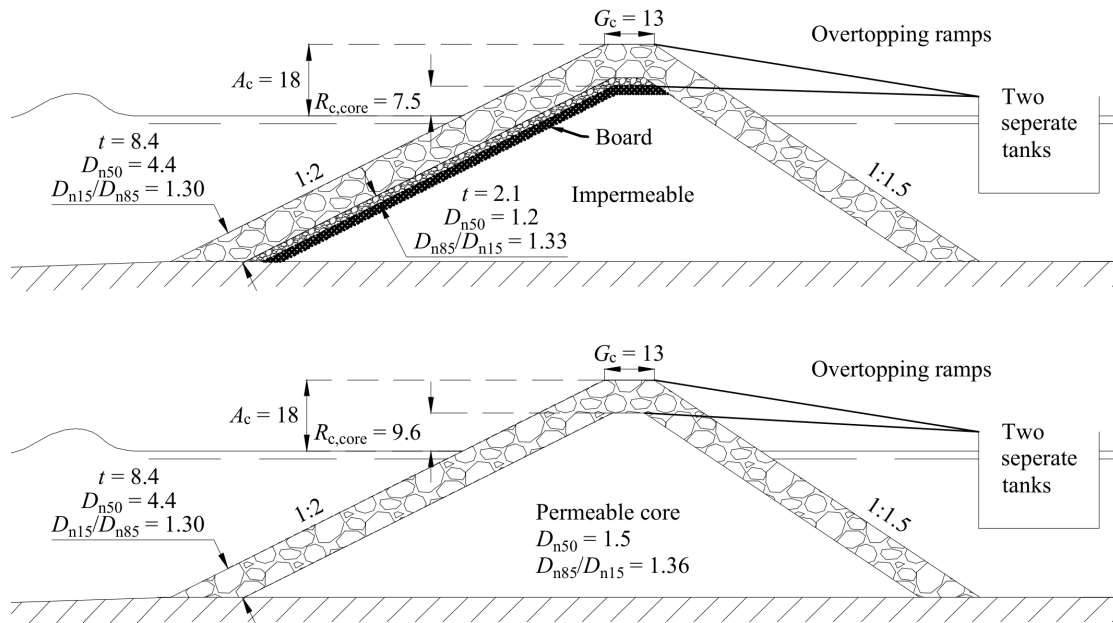 G_c = 13
Overtopping ramps
A_c = 18
R_c,core = 7.5
Two
seperate
tanks
Board
t = 8.4
D_n50 = 4.4
D_n15/D_n85 = 1.30
1:2
1:1.5
Impermeable
t = 2.1
D_n50 = 1.2
D_n85/D_n15 = 1.33
G_c = 13
Overtopping ramps
A_c = 18
R_c,core = 9.6
Two
seperate
tanks
t = 8.4
D_n50 = 4.4
D_n15/D_n85 = 1.30
1:2
1:1.5
Permeable core
D_n50 = 1.5
D_n85/D_n15 = 1.36